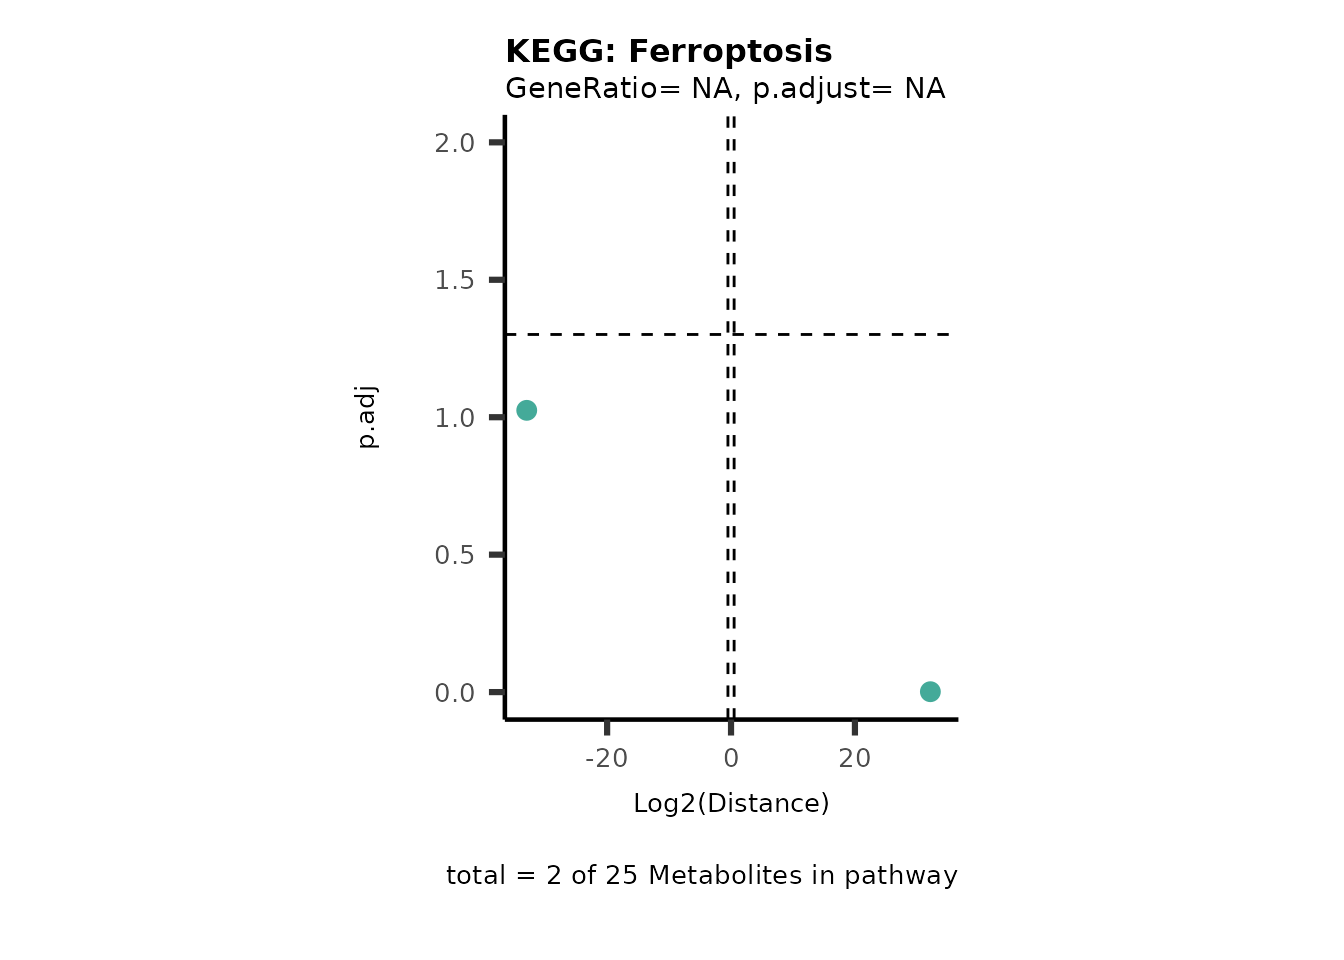 KEGG: Ferroptosis
GeneRatio= NA, p.adjust= NA
2.0
1.5
1.0
0.5
0.0
p.adj
-20 0 20
Log2(Distance)
total = 2 of 25 Metabolites in pathway